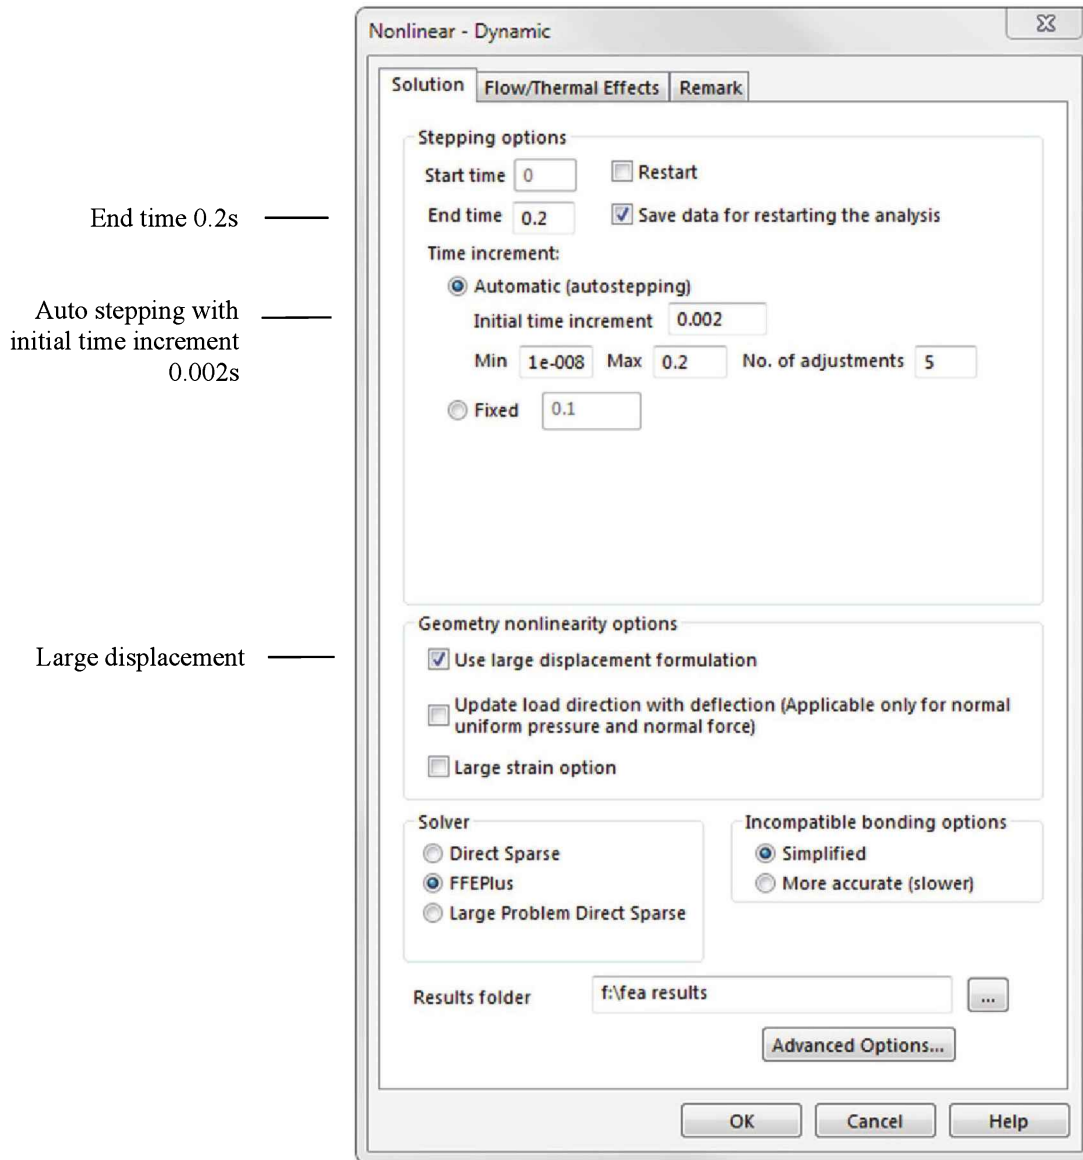 Nonlinear - Dynamic
Solution Flow/Thermal Effects Remark
Stepping options
Start time 0 Restart
End time 0.2s
End time 0.2 Save data for restarting the analysis
Time increment:
Automatic (autostepping)
Auto stepping with
initial time increment
0.002s
Initial time increment 0.002
Min 1e-008 Max 0.2 No. of adjustments 5
Fixed 0.1
Geometry nonlinearity options
Large displacement
Use large displacement formulation
Update load direction with deflection (Applicable only for normal
uniform pressure and normal force)
Large strain option
Solver
Direct Sparse
FFEPlus
Large Problem Direct Sparse
Incompatible bonding options
Simplified
More accurate (slower)
Results folder f:\fea results ...
Advanced Options...
OK Cancel Help